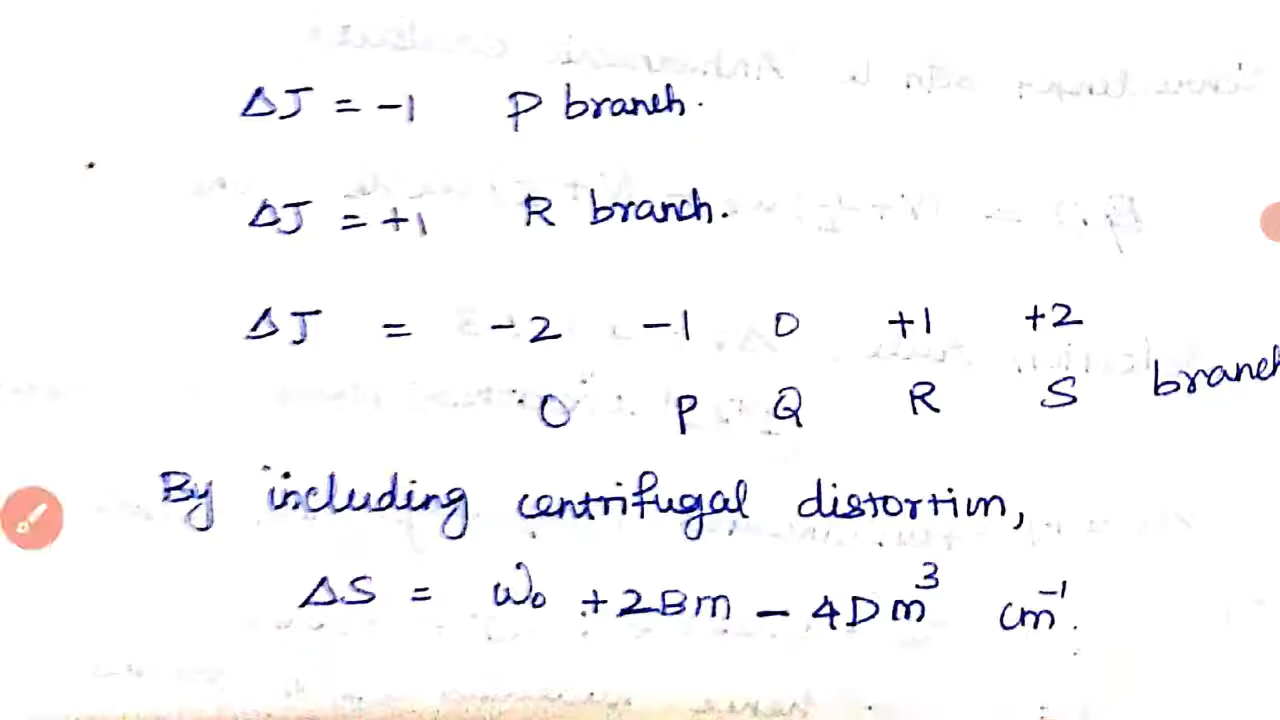 ΔJ = -1 P branch.
ΔJ = +1 R branch.
ΔJ = -2 -1 0 +1 +2
O P Q R S branch
By including centrifugal distortion,
ΔS = ω₀ + 2Bm - 4Dm³ cm⁻¹.